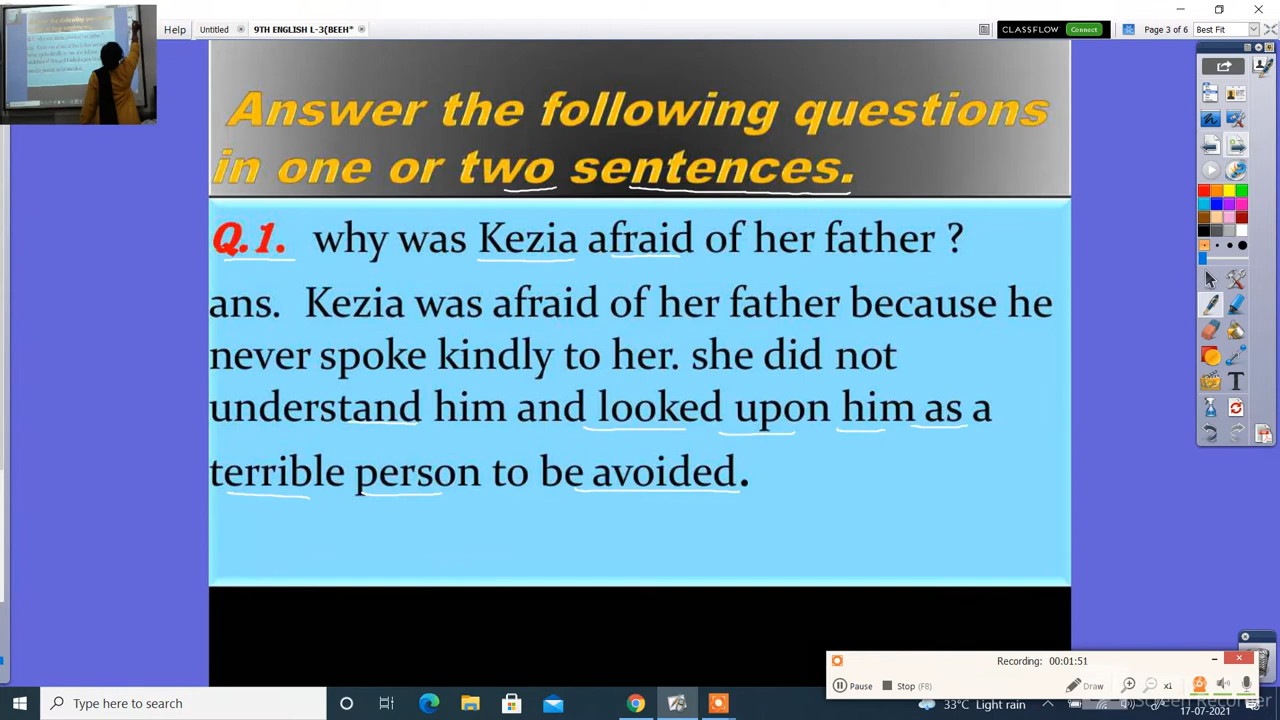 Help
Untitled
9TH ENGLISH L-3(BEEH*
CLASSFLOW
Connect
Page 3 of 6
Best Fit
Answer the following questions
in one or two sentences.
Q.1. why was Kezia afraid of her father ?
ans. Kezia was afraid of her father because he
never spoke kindly to her. she did not
understand him and looked upon him as a
terrible person to be avoided.
Recording: 00:01:51
Pause
Stop (F8)
Draw
x1
Screen Recorder
Type here to search
33°C Light rain
17-07-2021